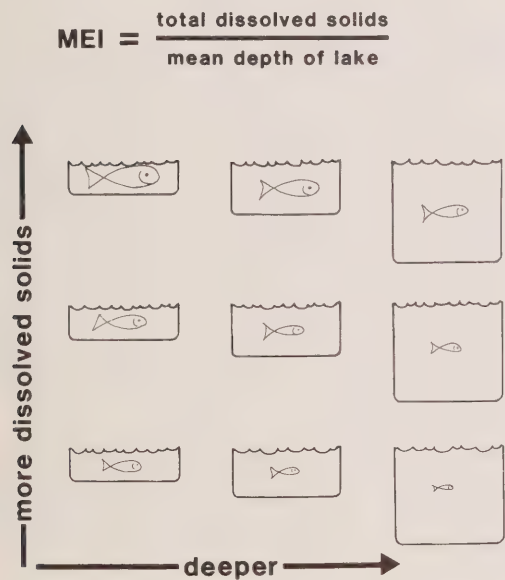 MEI = total dissolved solids
mean depth of lake
more dissolved solids
deeper